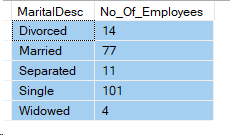 MaritalDesc No_Of_Employees
Divorced 14
Married 77
Separated 11
Single 101
Widowed 4